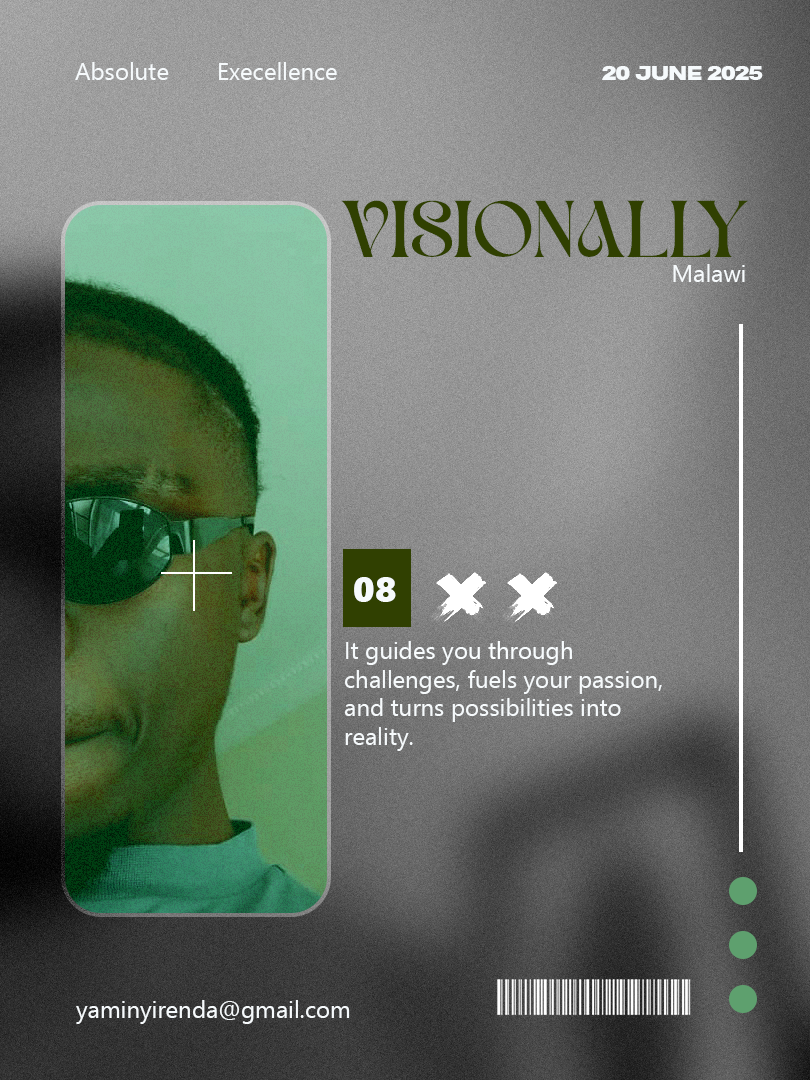 Absolute Execellence 20 JUNE 2025
VISIONALLY
Malawi
08
It guides you through
challenges, fuels your passion,
and turns possibilities into
reality.
yaminyirenda@gmail.com